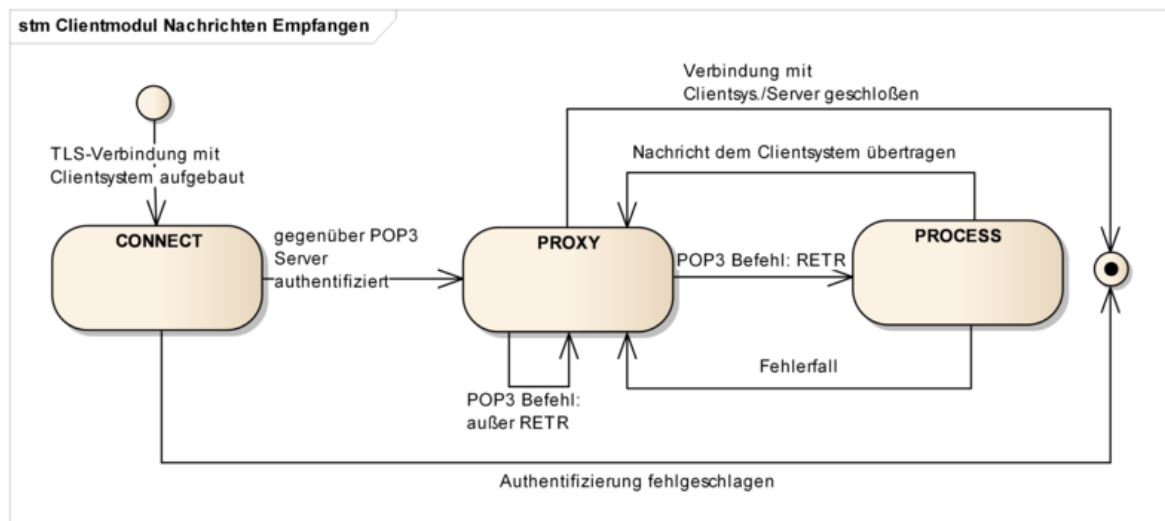 stm Clientmodul Nachrichten Empfangen
Verbindung mit
Clientsys./Server geschloßen
TLS-Verbindung mit
Clientsystem aufgebaut
Nachricht dem Clientsystem übertragen
CONNECT
gegenüber POP3
Server
authentifiziert
PROXY
POP3 Befehl: RETR
PROCESS
POP3 Befehl:
außer RETR
Fehlerfall
Authentifizierung fehlgeschlagen